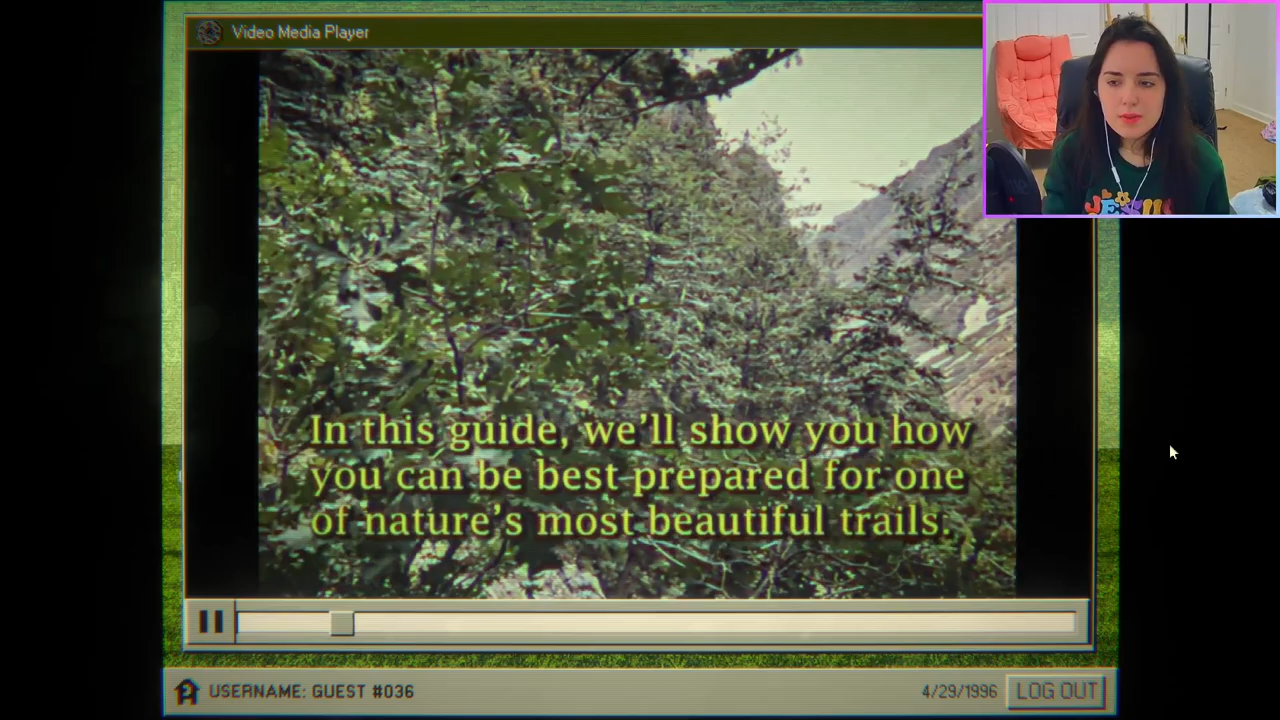 Video Media Player
In this guide, we'll show you how
you can be best prepared for one
of nature's most beautiful trails.
USERNAME: GUEST #036
4/29/1996
LOG OUT